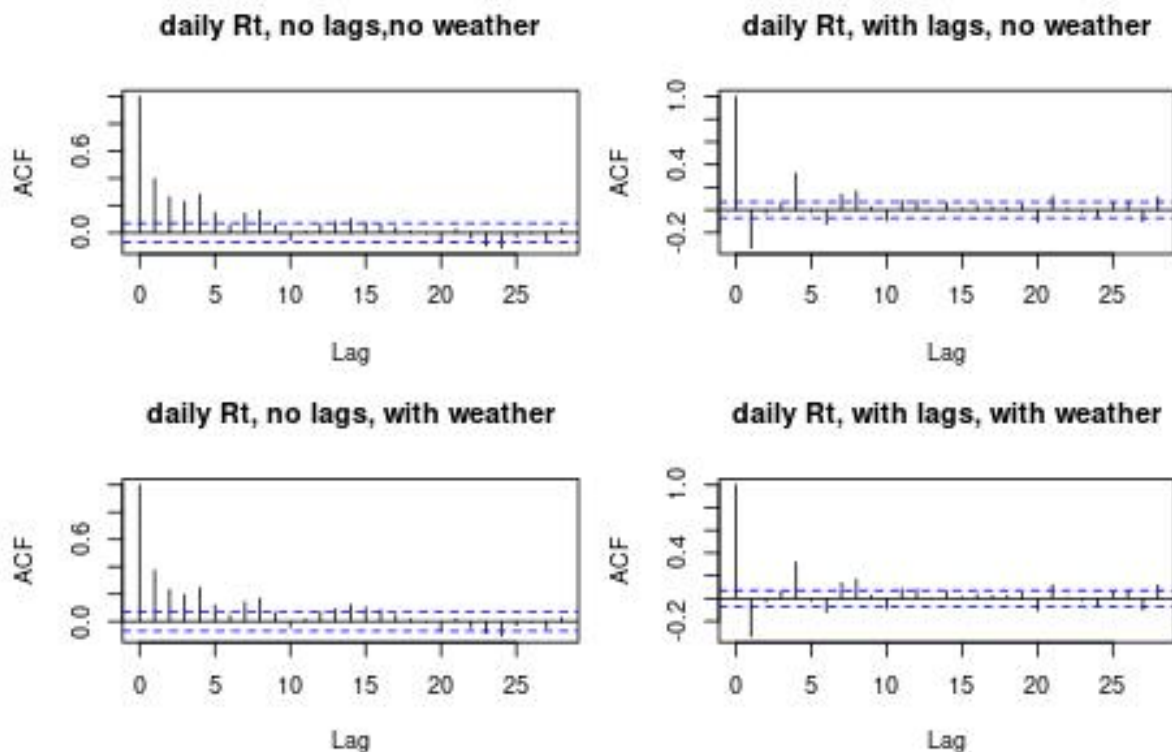 daily Rt, no lags,no weather
ACF
0.0 0.6
0 5 10 15 20 25
Lag
daily Rt, with lags, no weather
ACF
-0.2 0.4 1.0
0 5 10 15 20 25
Lag
daily Rt, no lags, with weather
ACF
0.0 0.6
0 5 10 15 20 25
Lag
daily Rt, with lags, with weather
ACF
-0.2 0.4 1.0
0 5 10 15 20 25
Lag